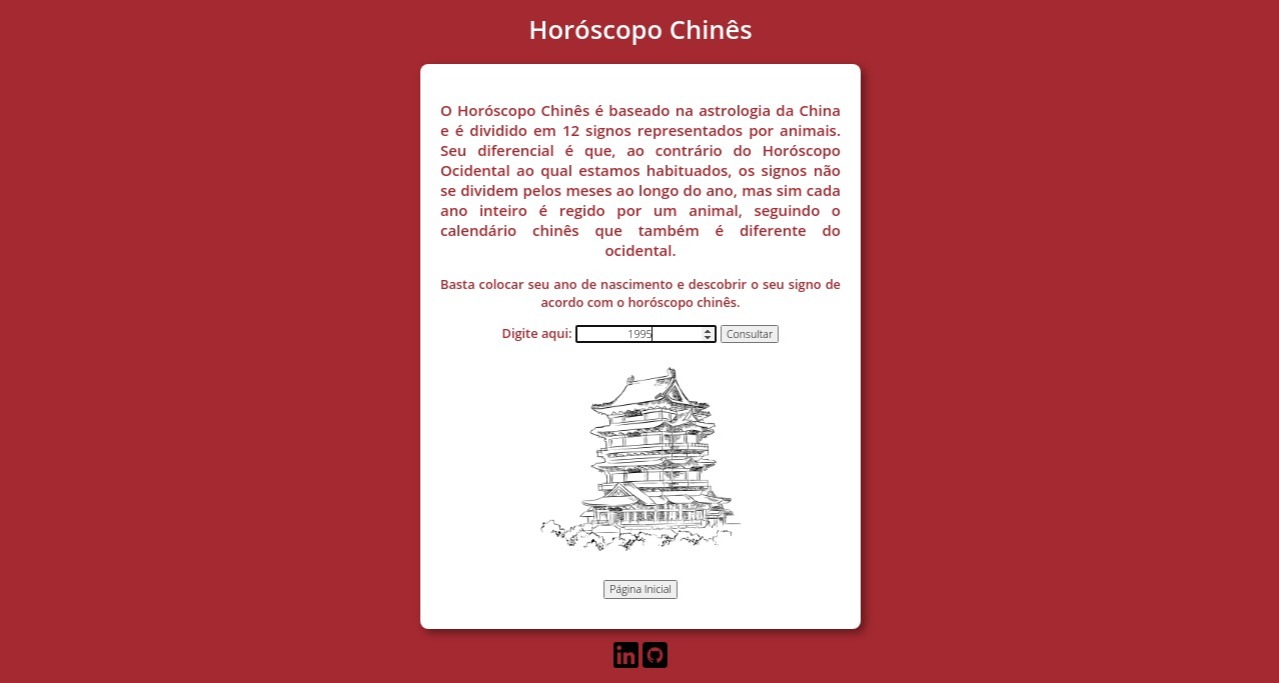 Horóscopo Chinês
O Horóscopo Chinês é baseado na astrologia da China
e é dividido em 12 signos representados por animais.
Seu diferencial é que, ao contrário do Horóscopo
Ocidental ao qual estamos habituados, os signos não
se dividem pelos meses ao longo do ano, mas sim cada
ano inteiro é regido por um animal, seguindo o
calendário chinês que também é diferente do
ocidental.
Basta colocar seu ano de nascimento e descobrir o seu signo de
acordo com o horóscopo chinês.
Digite aqui: 1995 Consultar
Página Inicial
in